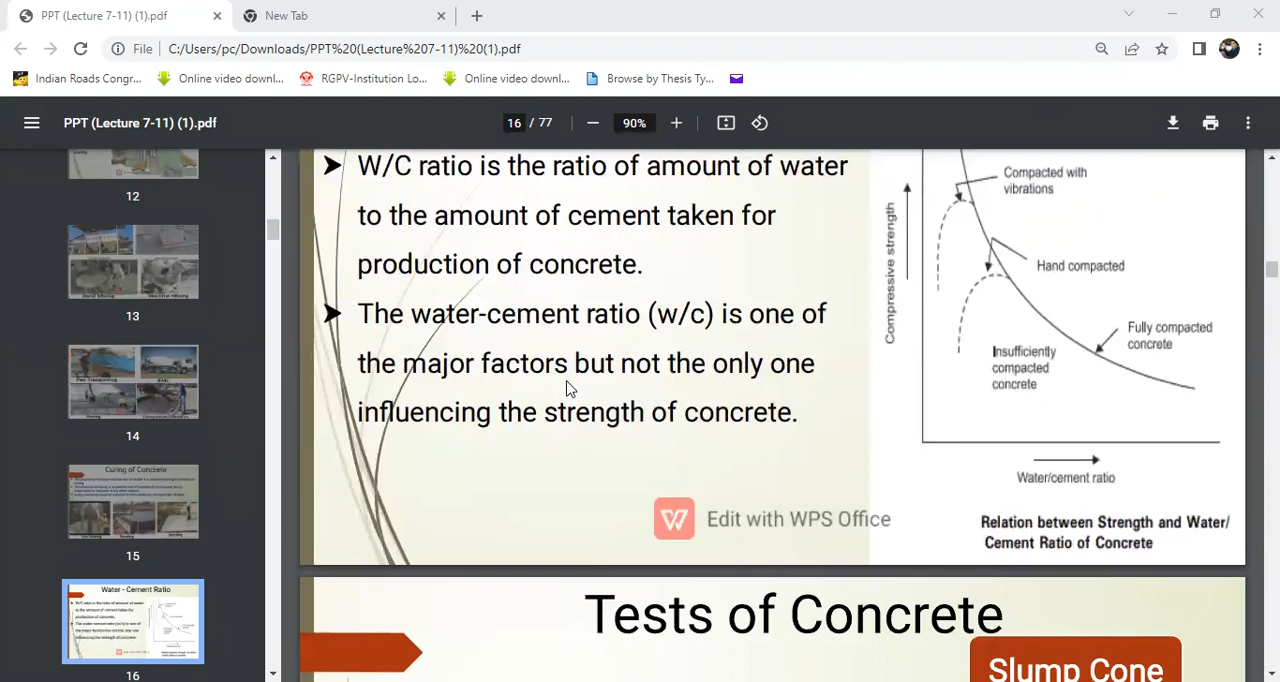 PPT (Lecture 7-11) (1).pdf
New Tab
File
C:/Users/pc/Downloads/PPT%20(Lecture%207-11)%20(1).pdf
Indian Roads Congr...
Online video downl...
RGPV-Institution Lo...
Online video downl...
Browse by Thesis Ty...
PPT (Lecture 7-11) (1).pdf
16 / 77
90%
12
13
14
Curing of Concrete
15
Water - Cement Ratio
16
W/C ratio is the ratio of amount of water
to the amount of cement taken for
production of concrete.
The water-cement ratio (w/c) is one of
the major factors but not the only one
influencing the strength of concrete.
Compressive strength
Compacted with
vibrations
Hand compacted
Fully compacted
concrete
Insufficiently
compacted
concrete
Water/cement ratio
Edit with WPS Office
Relation between Strength and Water/
Cement Ratio of Concrete
Tests of Concrete
Slump Cone